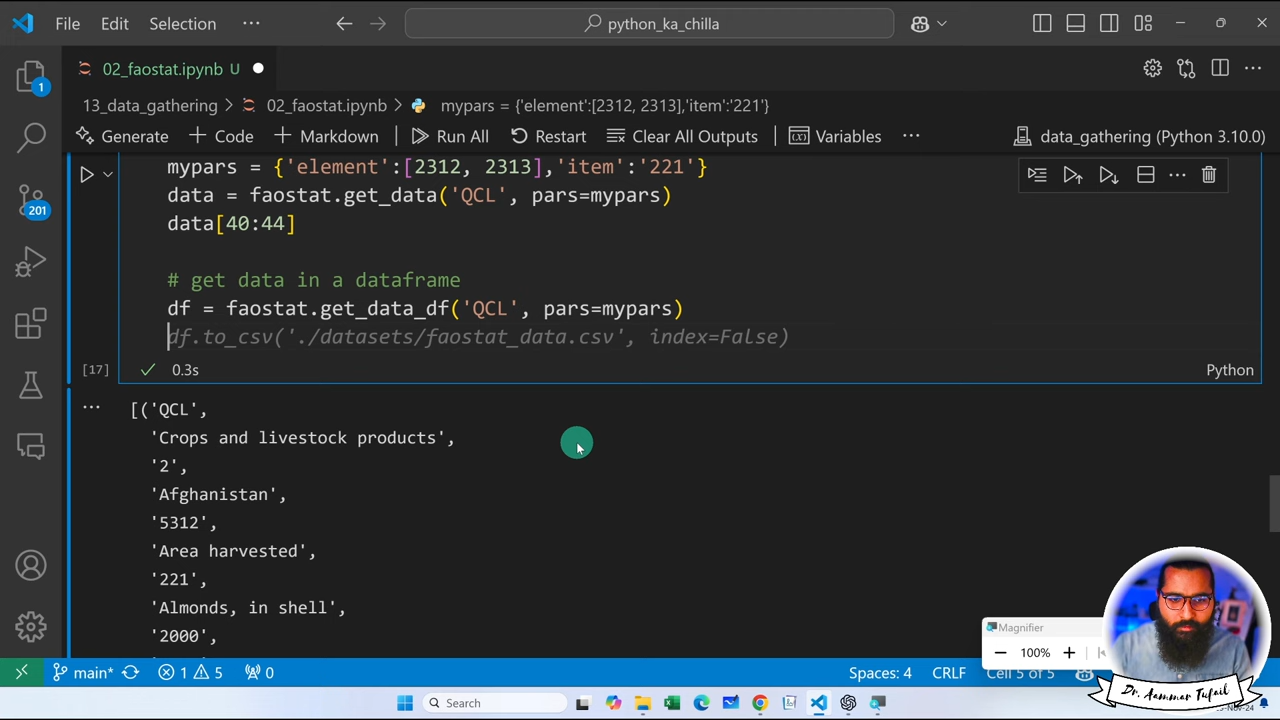 File Edit Selection ··· python_ka_chilla
02_faostat.ipynb U
13_data_gathering > 02_faostat.ipynb > mypars = {'element':[2312, 2313],'item':'221'}
Generate + Code + Markdown Run All Restart Clear All Outputs Variables ··· data_gathering (Python 3.10.0)
mypars = {'element':[2312, 2313],'item':'221'}
data = faostat.get_data('QCL', pars=mypars)
data[40:44]
# get data in a dataframe
df = faostat.get_data_df('QCL', pars=mypars)
df.to_csv('./datasets/faostat_data.csv', index=False)
[17] 0.3s Python
[('QCL',
'Crops and livestock products',
'2',
'Afghanistan',
'5312',
'Area harvested',
'221',
'Almonds, in shell',
'2000',
1
201
Magnifier
100%
Dr. Aammar Tufail
main* 1 5 0 Spaces: 4 CRLF Cell 5 of 5
Search